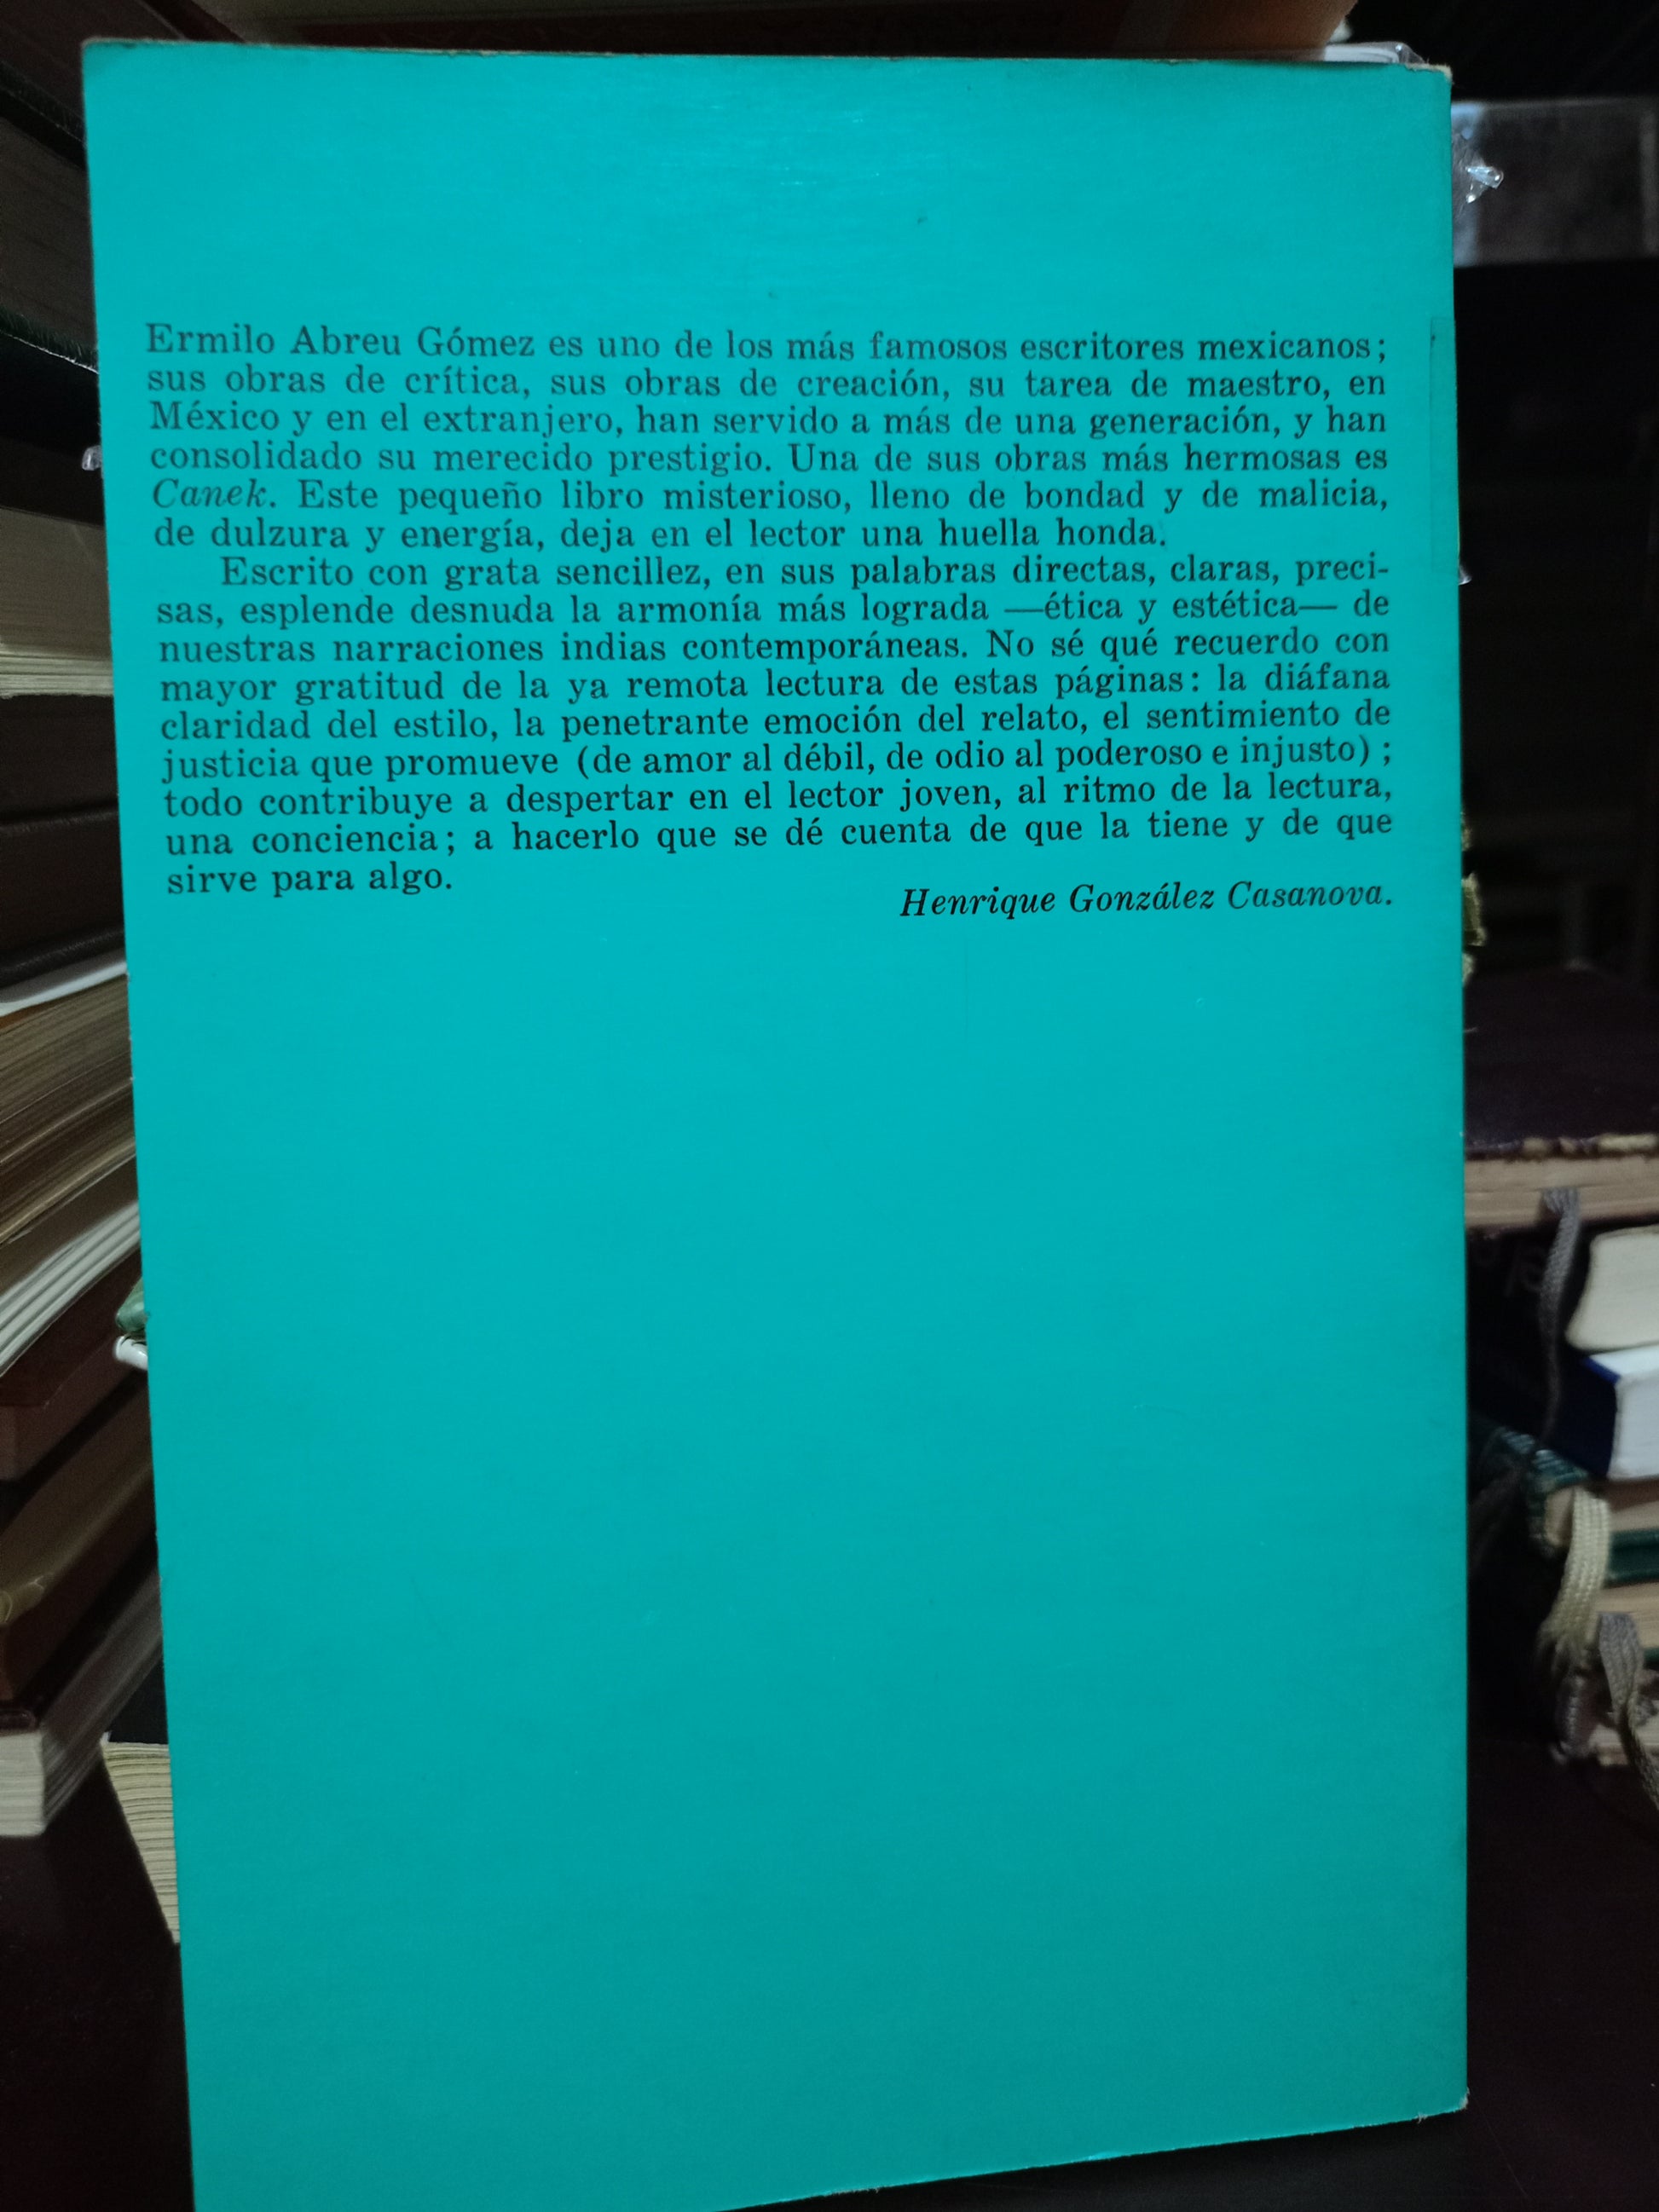 Ermilo Abreu Gómez es uno de los más famosos escritores mexicanos;
sus obras de crítica, sus obras de creación, su tarea de maestro, en
México y en el extranjero, han servido a más de una generación, y han
consolidado su merecido prestigio. Una de sus obras más hermosas es
Canek. Este pequeño libro misterioso, lleno de bondad y de malicia,
de dulzura y energía, deja en el lector una huella honda.
Escrito con grata sencillez, en sus palabras directas, claras, preci-
sas, esplende desnuda la armonía más lograda —ética y estética— de
nuestras narraciones indias contemporáneas. No sé qué recuerdo con
mayor gratitud de la ya remota lectura de estas páginas: la diáfana
claridad del estilo, la penetrante emoción del relato, el sentimiento de
justicia que promueve (de amor al débil, de odio al poderoso e injusto) ;
todo contribuye a despertar en el lector joven, al ritmo de la lectura,
una conciencia; a hacerlo que se dé cuenta de que la tiene y de que
sirve para algo.
Henrique González Casanova.